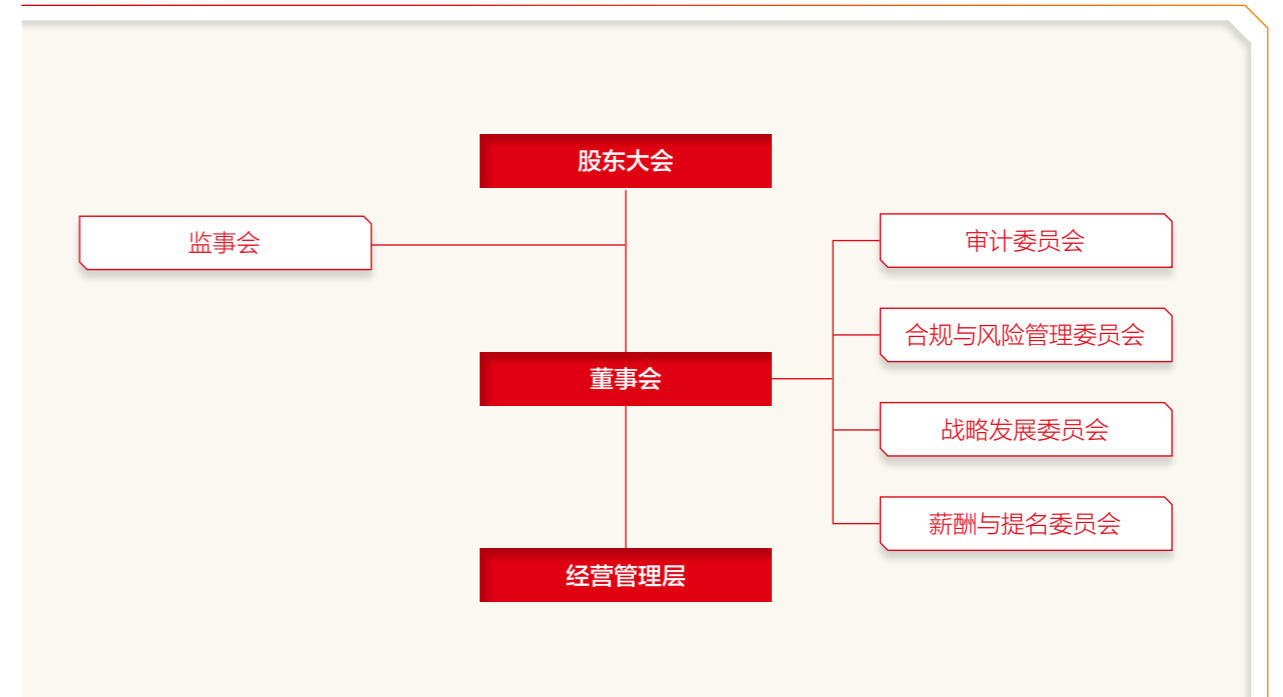 股东大会
监事会
审计委员会
合规与风险管理委员会
董事会
战略发展委员会
薪酬与提名委员会
经营管理层